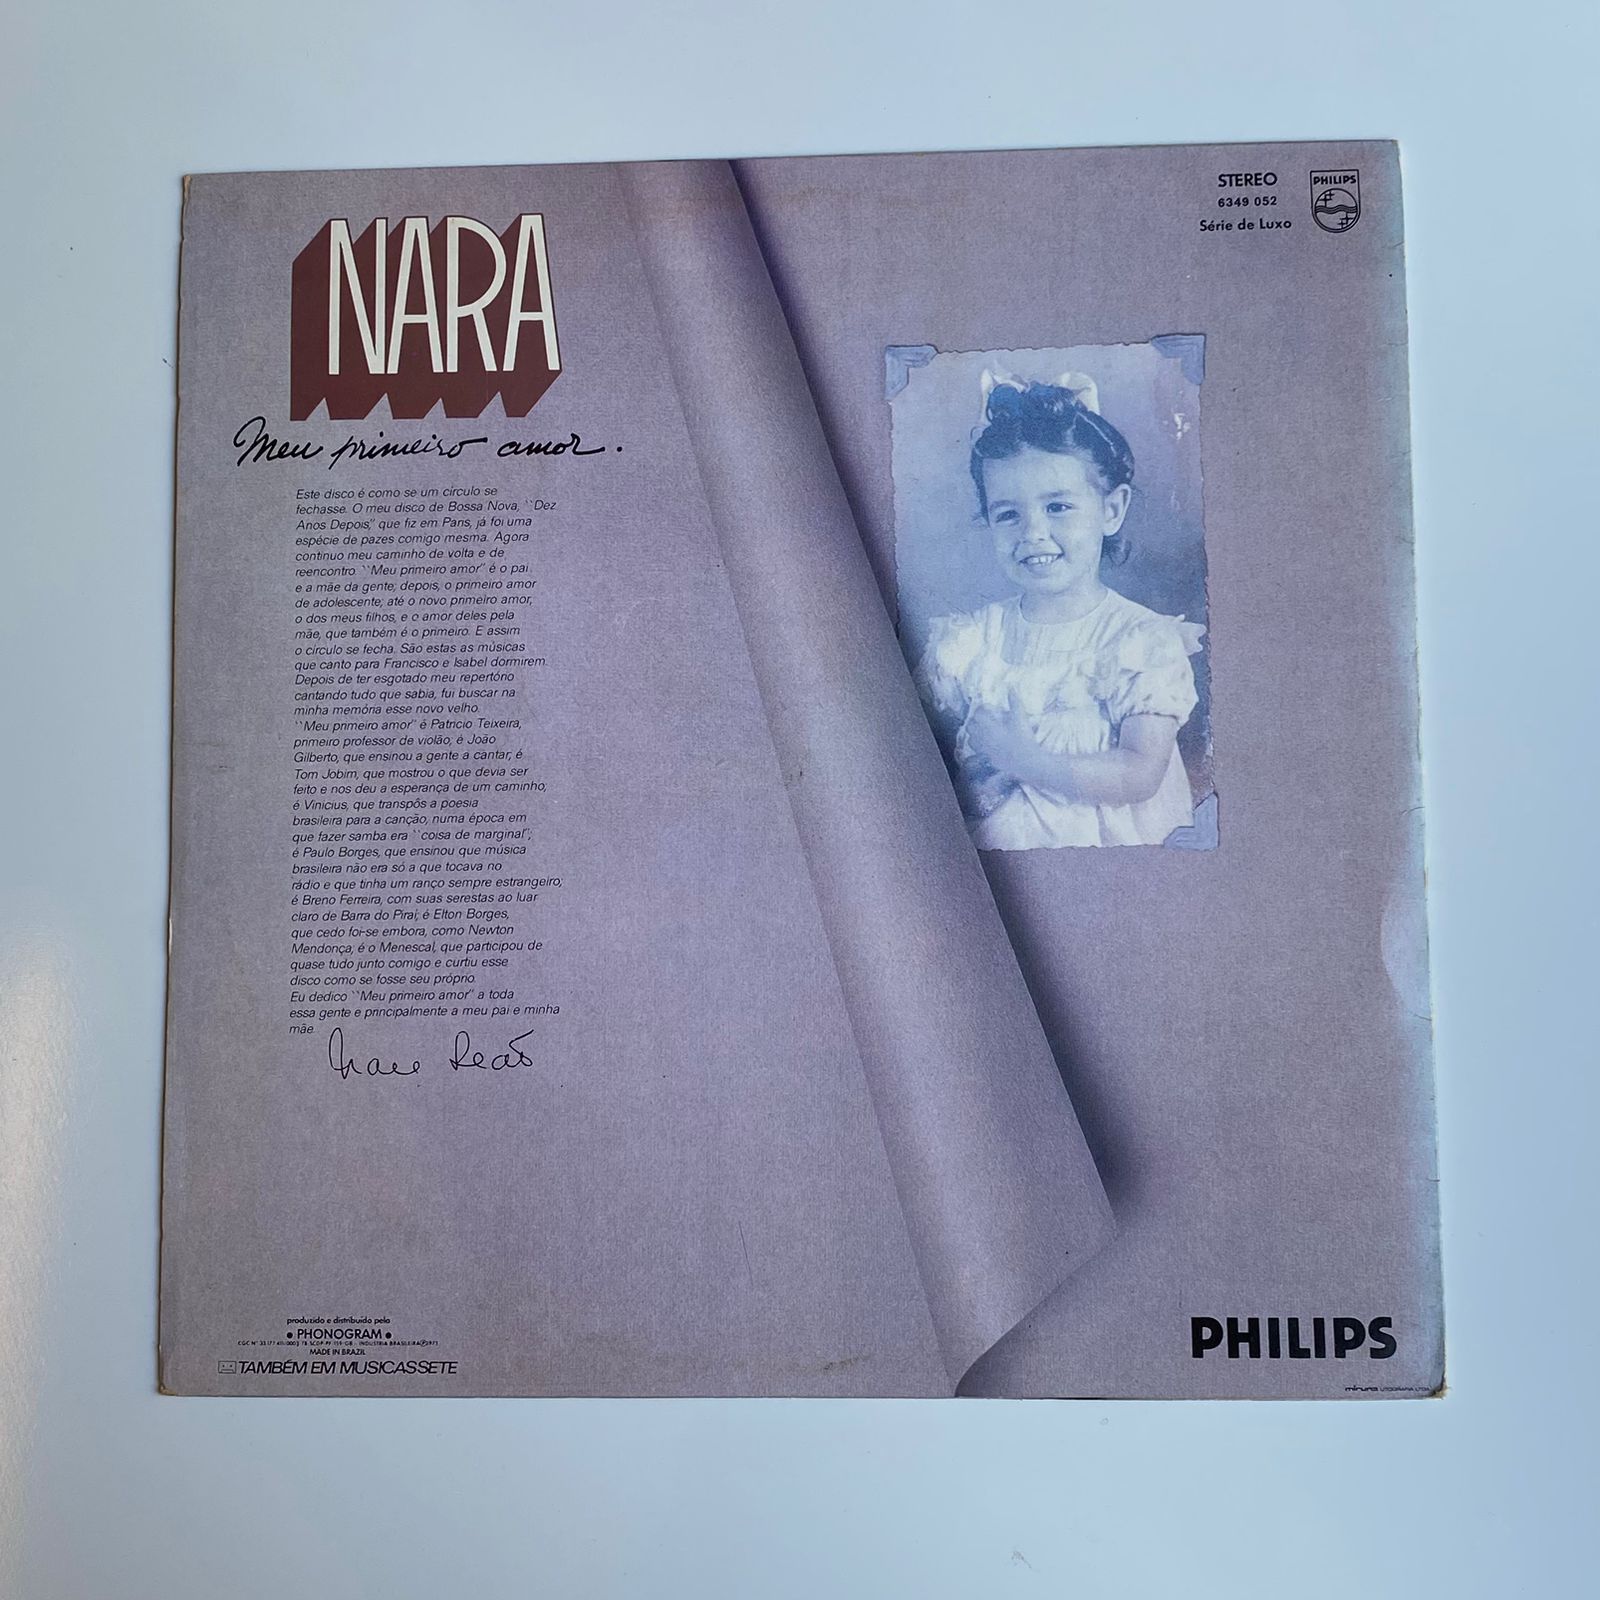 STEREO
6349 052
Série de Luxo
PHILIPS
NARA
Meu primeiro amor.
Este disco é como se um círculo se
fechasse. O meu disco de Bossa Nova, ``Dez
Anos Depois,'' que fiz em Paris, já foi uma
espécie de pazes comigo mesma. Agora
continuo meu caminho de volta e de
reencontro. ``Meu primeiro amor'' é o pai
e a mãe da gente; depois, o primeiro amor
de adolescente; até o novo primeiro amor,
o dos meus filhos, e o amor deles pela
mãe, que também é o primeiro. E assim
o círculo se fecha. São estas as músicas
que canto para Francisco e Isabel dormirem.
Depois de ter esgotado meu repertório
cantando tudo que sabia, fui buscar na
minha memória esse novo velho.
``Meu primeiro amor'' é Patricio Teixeira,
primeiro professor de violão; é João
Gilberto, que ensinou a gente a cantar; é
Tom Jobim, que mostrou o que devia ser
feito e nos deu a esperança de um caminho;
é Vinicius, que transpôs a poesia
brasileira para a canção, numa época em
que fazer samba era ``coisa de marginal'';
é Paulo Borges, que ensinou que música
brasileira não era só a que tocava no
rádio e que tinha um ranço sempre estrangeiro;
é Breno Ferreira, com suas serestas ao luar
claro de Barra do Piraí; é Elton Borges,
que cedo foi-se embora, como Newton
Mendonça; é o Menescal, que participou de
quase tudo junto comigo e curtiu esse
disco como se fosse seu próprio.
Eu dedico ``Meu primeiro amor'' a toda
essa gente e principalmente a meu pai e minha
mãe.
Nara Leão
produzido e distribuido pela
• PHONOGRAM •
INDÚSTRIA BRASILEIRA
MADE IN BRAZIL
TAMBÉM EM MUSICASSETE
PHILIPS
LITOGRAFIA LTDA